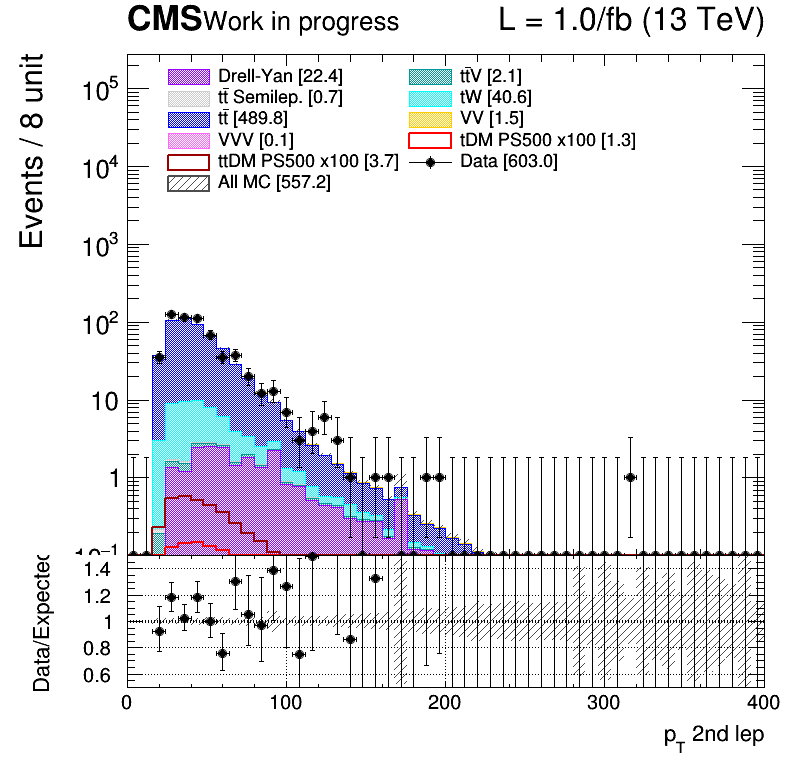 CMS Work in progress L = 1.0/fb (13 TeV)
Events / 8 unit
Drell-Yan [22.4] tt̄V [2.1]
tt̄ Semilep. [0.7] tW [40.6]
tt̄ [489.8] VV [1.5]
VVV [0.1] tDM PS500 x100 [1.3]
ttDM PS500 x100 [3.7] Data [603.0]
All MC [557.2]
10⁵
10⁴
10³
10²
10
1
10⁻¹
Data/Expected
1.4
1.2
1
0.8
0.6
0 100 200 300 400
p_T 2nd lep